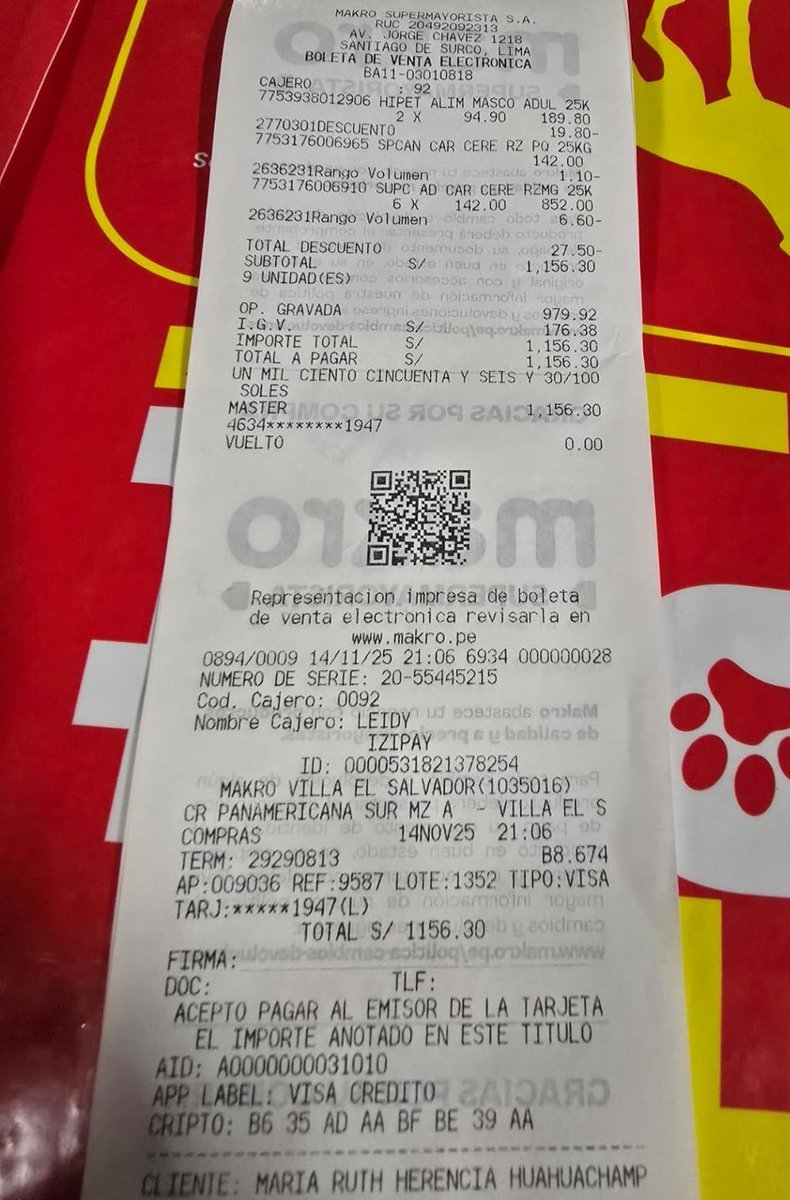 MAKRO SUPERMAYORISTA S.A.
RUC 20492092313
AV. JORGE CHAVEZ 1218
SANTIAGO DE SURCO, LIMA
BOLETA DE VENTA ELECTRONICA
BA11-03010818
CAJERO : 92
7753938012906 HIPET ALIM MASCO ADUL 25K
2 X 94.90 189.80
2770301DESCUENTO 19.80-
7753176006965 SPCAN CAR CERE RZ PQ 25KG
142.00
2636231Rango Volumen 1.10-
7753176006910 SUPC AD CAR CERE RZMG 25K
6 X 142.00 852.00
2636231Rango Volumen 6.60-
TOTAL DESCUENTO 27.50-
SUBTOTAL S/ 1,156.30
9 UNIDAD(ES)
OP. GRAVADA 979.92
I.G.V. S/ 176.38
IMPORTE TOTAL S/ 1,156.30
TOTAL A PAGAR S/ 1,156.30
UN MIL CIENTO CINCUENTA Y SEIS Y 30/100
SOLES
MASTER 1,156.30
4634********1947
VUELTO 0.00
Representacion impresa de boleta
de venta electronica revisarla en
www.makro.pe
0894/0009 14/11/25 21:06 6934 000000028
NUMERO DE SERIE: 20-55445215
Cod. Cajero: 0092
Nombre Cajero: LEIDY
IZIPAY
ID: 0000531821378254
MAKRO VILLA EL SALVADOR(1035016)
CR PANAMERICANA SUR MZ A - VILLA EL S
COMPRAS 14NOV25 21:06
TERM: 29290813 B8.674
AP:009036 REF:9587 LOTE:1352 TIPO:VISA
TARJ:*****1947(L)
TOTAL S/ 1156.30
FIRMA:
DOC: TLF:
ACEPTO PAGAR AL EMISOR DE LA TARJETA
EL IMPORTE ANOTADO EN ESTE TITULO
AID: A0000000031010
APP LABEL: VISA CREDITO
CRIPTO: B6 35 AD AA BF BE 39 AA
CLIENTE: MARIA RUTH HERENCIA HUAHUACHAMP